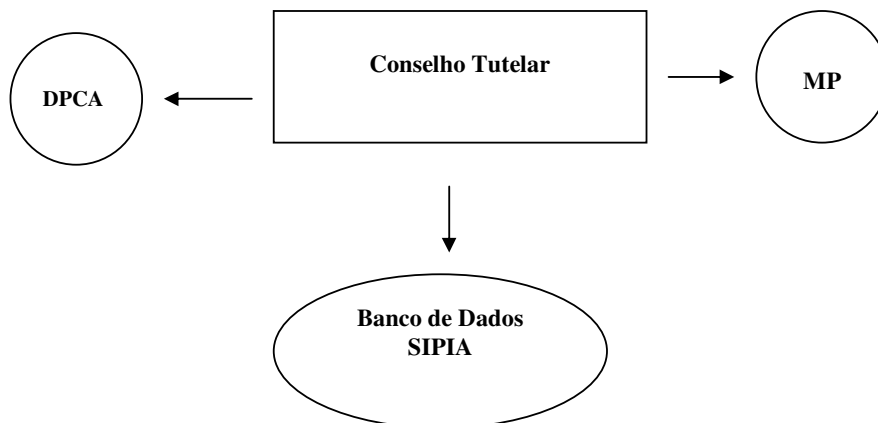 Conselho Tutelar
DPCA
MP
Banco de Dados
SIPIA